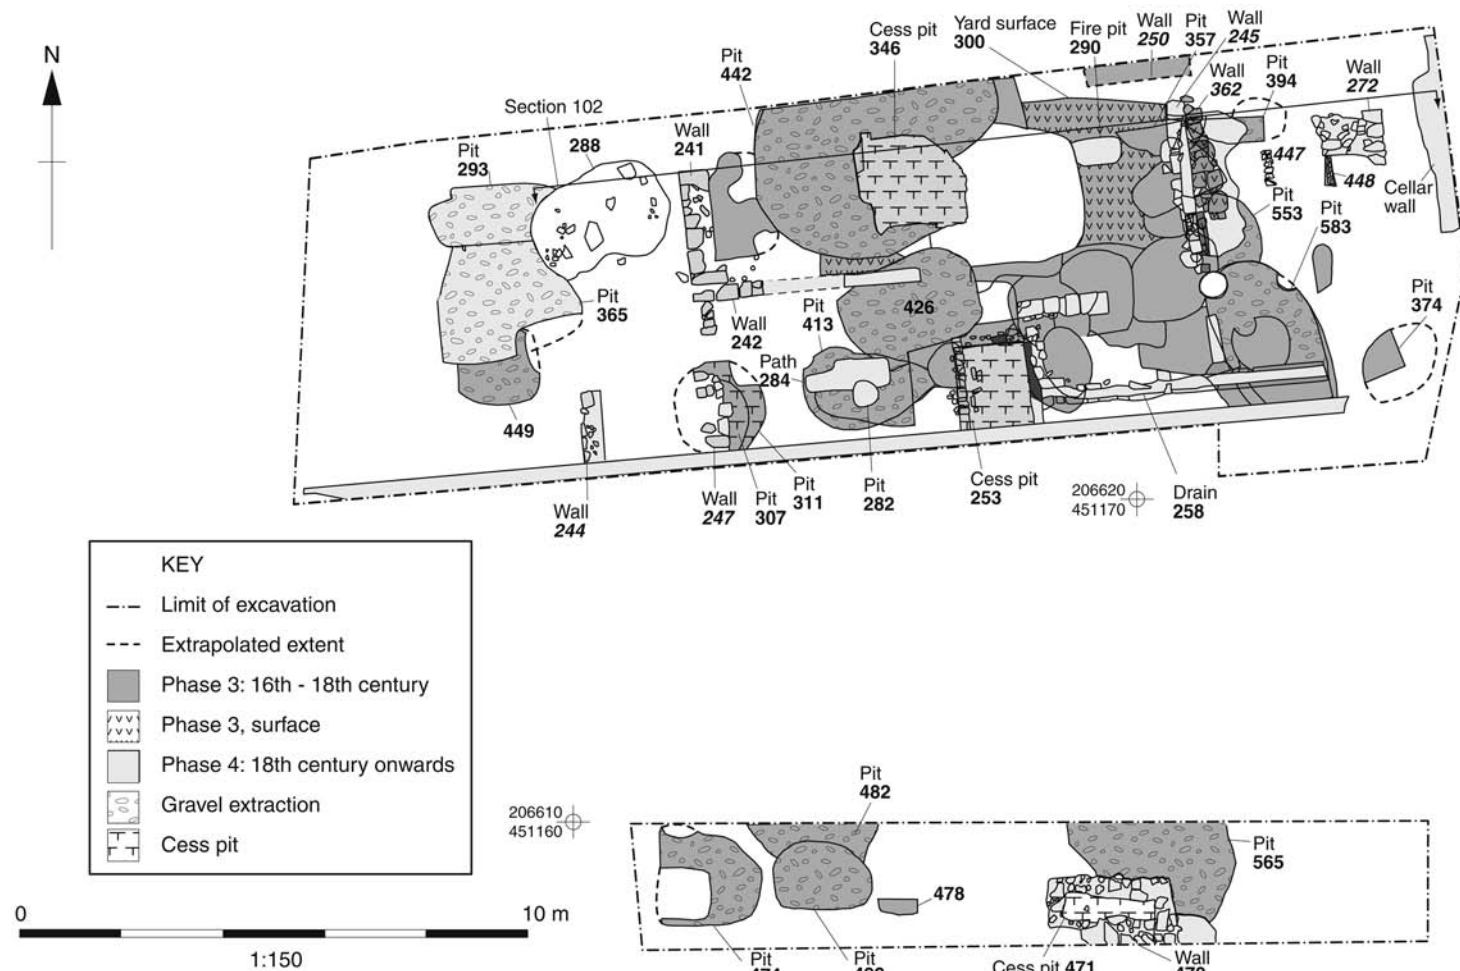 N
Section 102
288
Pit
293
Pit
442
Wall
241
Cess pit
346
Yard surface
300
Fire pit
290
Wall
250
Pit
357
Wall
245
Wall
362
Pit
394
Wall
272
447
448
Cellar
wall
Pit
553
Pit
583
Pit
374
Pit
365
Wall
242
Pit
413
426
Path
284
449
Wall
244
Wall
247
Pit
307
Pit
311
Pit
282
Cess pit
253
206620
451170
Drain
258
KEY
Limit of excavation
Extrapolated extent
Phase 3: 16th - 18th century
Phase 3, surface
Phase 4: 18th century onwards
Gravel extraction
Cess pit
206610
451160
Pit
482
478
Pit
565
Pit
Pit
Cess pit 471
Wall
0
10 m
1:150